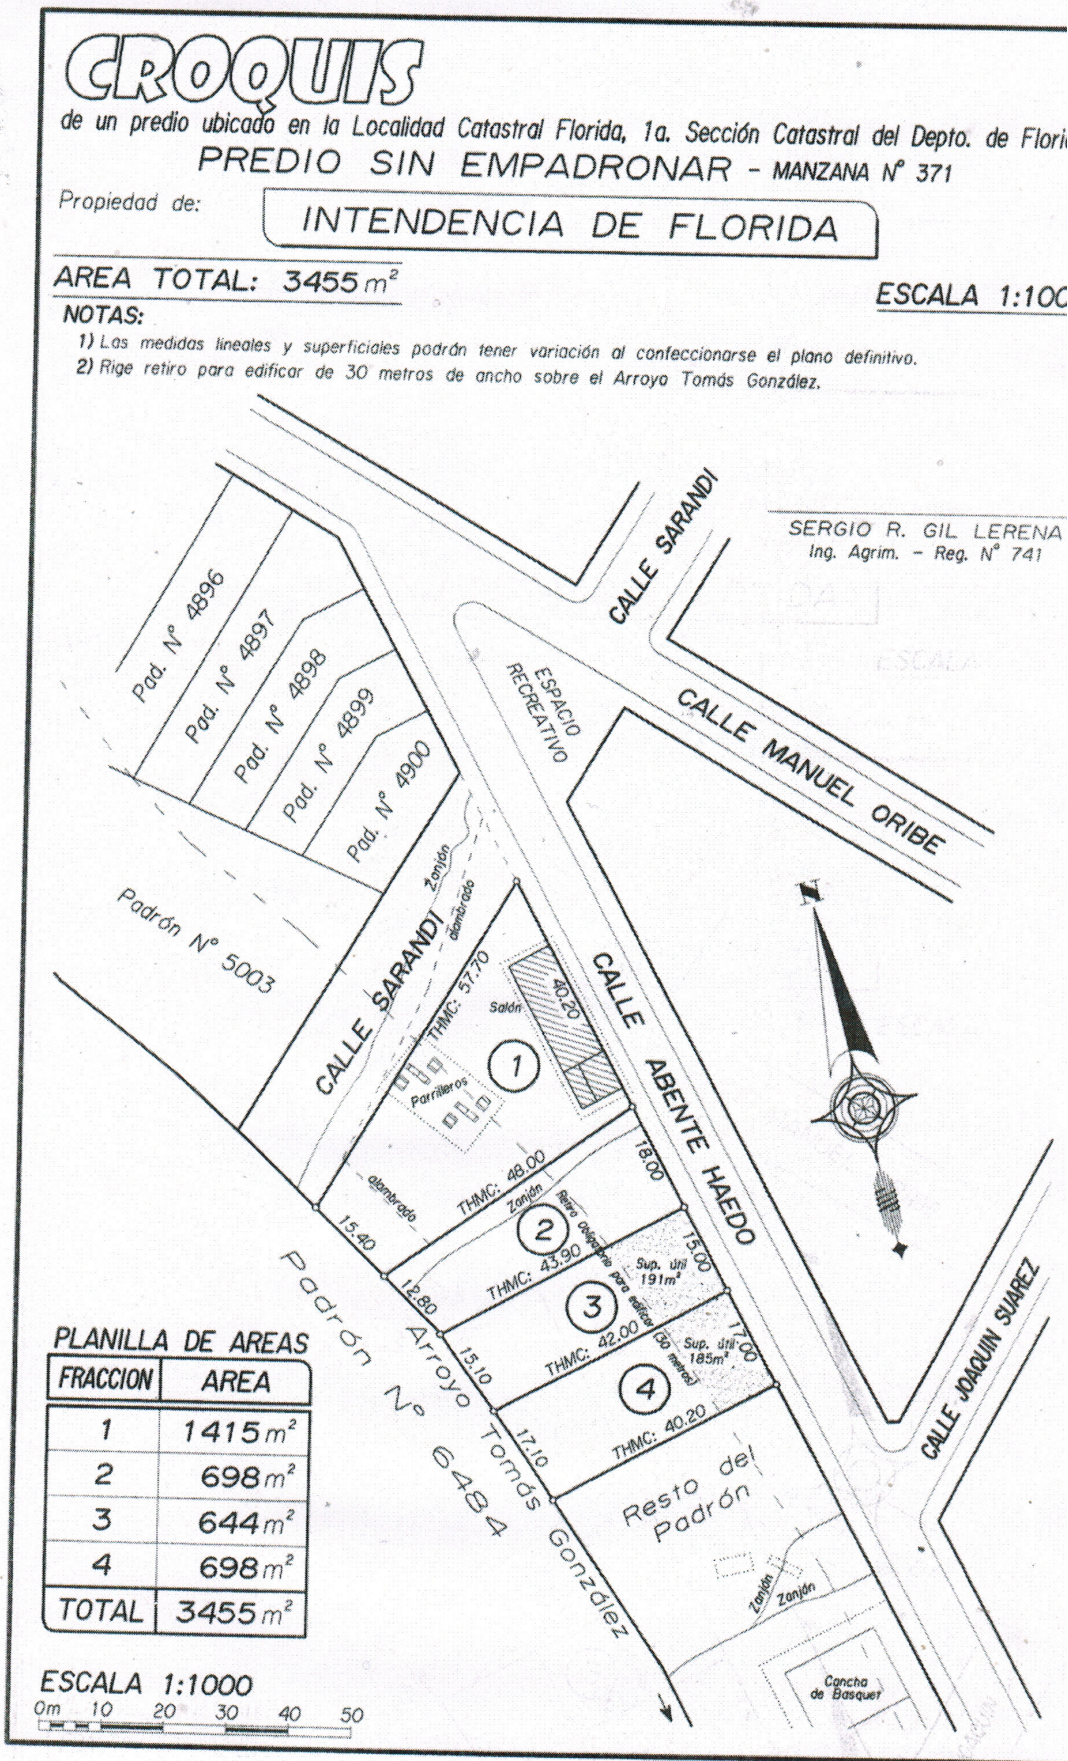 CROQUIS
de un predio ubicado en la Localidad Catastral Florida, 1a. Sección Catastral del Depto. de Flori
PREDIO SIN EMPADRONAR - MANZANA N° 371
Propiedad de:
INTENDENCIA DE FLORIDA
AREA TOTAL: 3455 m²
ESCALA 1:100
NOTAS:
1) Las medidas lineales y superficiales podrán tener variación al confeccionarse el plano definitivo.
2) Rige retiro para edificar de 30 metros de ancho sobre el Arroyo Tomás González.
SERGIO R. GIL LERENA
Ing. Agrim. - Reg. N° 741
CALLE SARANDI
Pad. N° 4896
Pad. N° 4897
Pad. N° 4898
Pad. N° 4899
Pad. N° 4900
ESPACIO
RECREATIVO
CALLE MANUEL ORIBE
Padrón N° 5003
CALLE SARANDI
Zanjón
alambrado
N
THMC: 57.70
Salón
40.20
1
Parrilleros
CALLE ABENTE HAEDO
alambrado
THMC: 48.00
Zanjón
18.00
15.40
2
Retiro Obligatorio para edificar (30 metros)
THMC: 43.90
12.80
Sup. útil
191m²
15.00
3
THMC: 42.00
15.10
Sup. útil
185m²
17.00
4
THMC: 40.20
17.10
Padrón N° 6484
Arroyo Tomás González
CALLE JOAQUIN SUAREZ
Resto del
Padrón
Zanjón
Zanjón
Cancha
de Basquet
PLANILLA DE AREAS
FRACCION AREA
1 1415 m²
2 698 m²
3 644 m²
4 698 m²
TOTAL 3455 m²
ESCALA 1:1000
0m 10 20 30 40 50